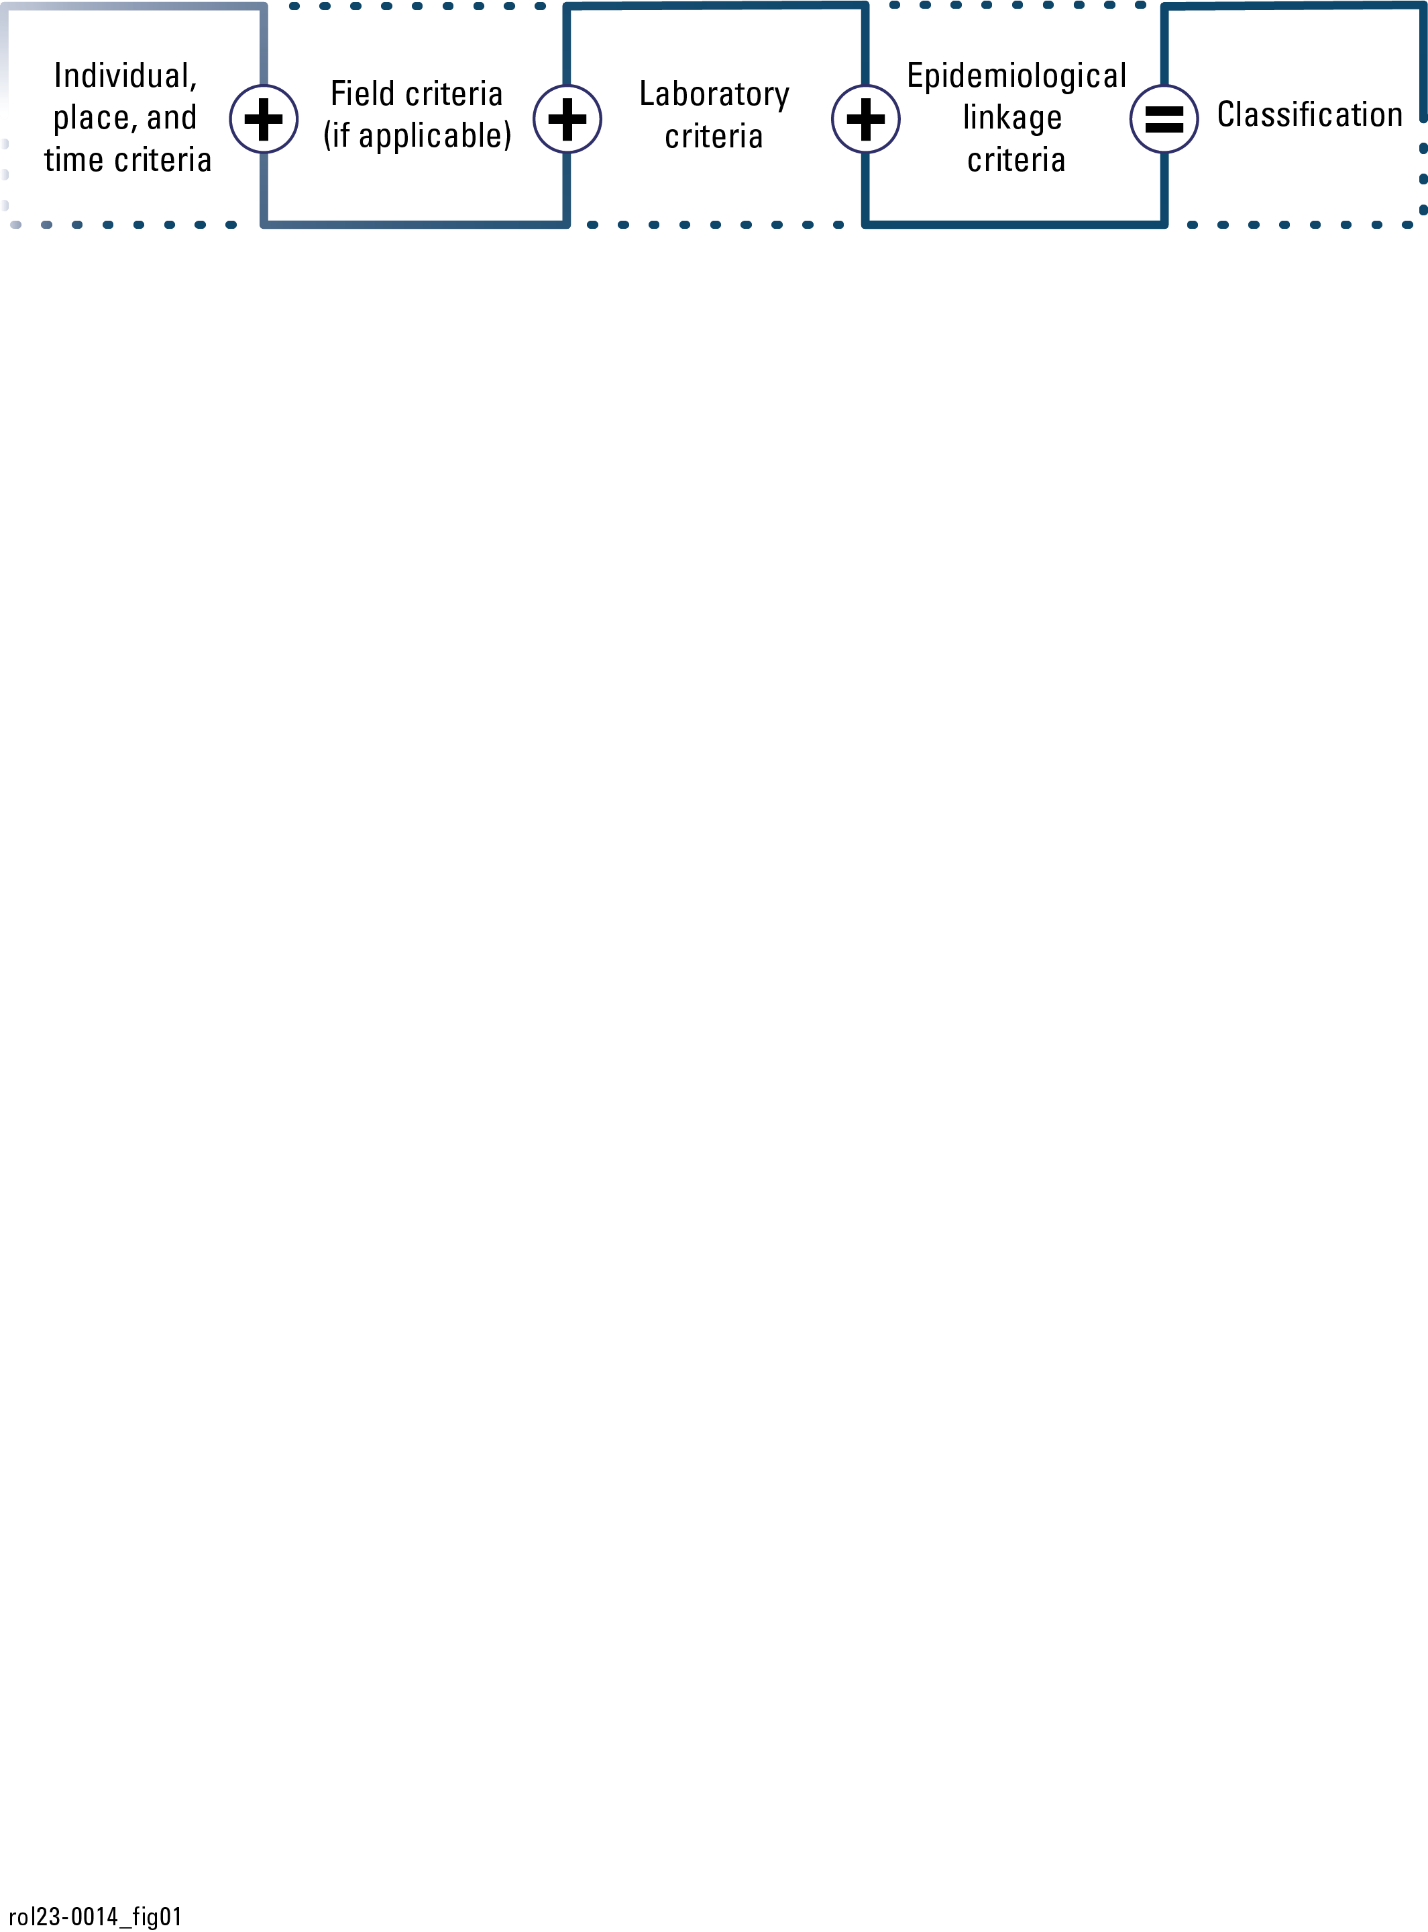 Individual,
place, and
time criteria
+
Field criteria
(if applicable)
+
Laboratory
criteria
+
Epidemiological
linkage
criteria
=
Classification
rol23-0014_fig01